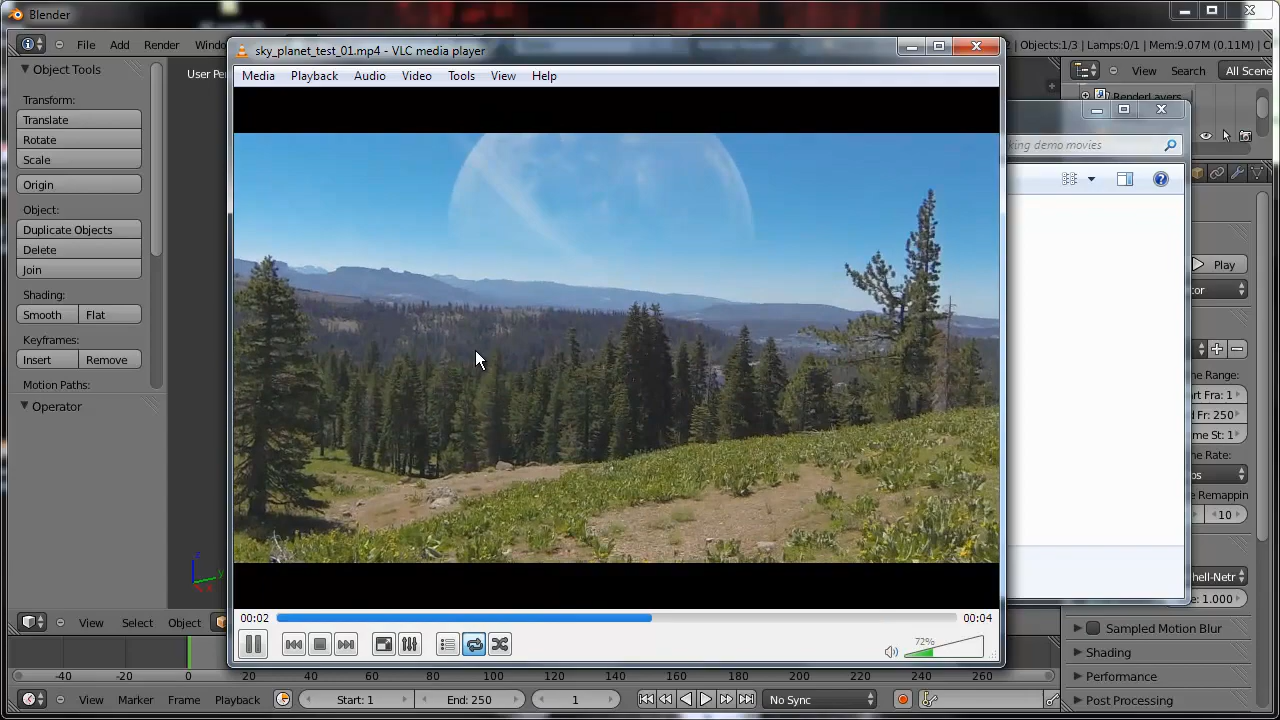 Blender
File Add Render
2 | Objects:1/3 | Lamps:0/1 | Mem:9.07M (0.11M) | Cu
sky_planet_test_01.mp4 - VLC media player
Media Playback Audio Video Tools View Help
View Search All Scene
RenderLayers
User Pe
Object Tools
Transform:
Translate
Rotate
Scale
Origin
Object:
Duplicate Objects
Delete
Join
Shading:
Smooth Flat
Keyframes:
Insert Remove
Motion Paths:
Operator
king demo movies
Play
Range:
art Fra: 1
d Fr: 250
me St: 1
e Rate:
ps
e Remappin
10
hell-Netr
e: 1.000
z
y
x
00:02 00:04
72%
View Select Object
Sampled Motion Blur
Shading
Performance
Post Processing
-40 -20 0 20 40 60 80 100 120 140 160 180 200 220 240 260
View Marker Frame Playback Start: 1 End: 250 1 No Sync